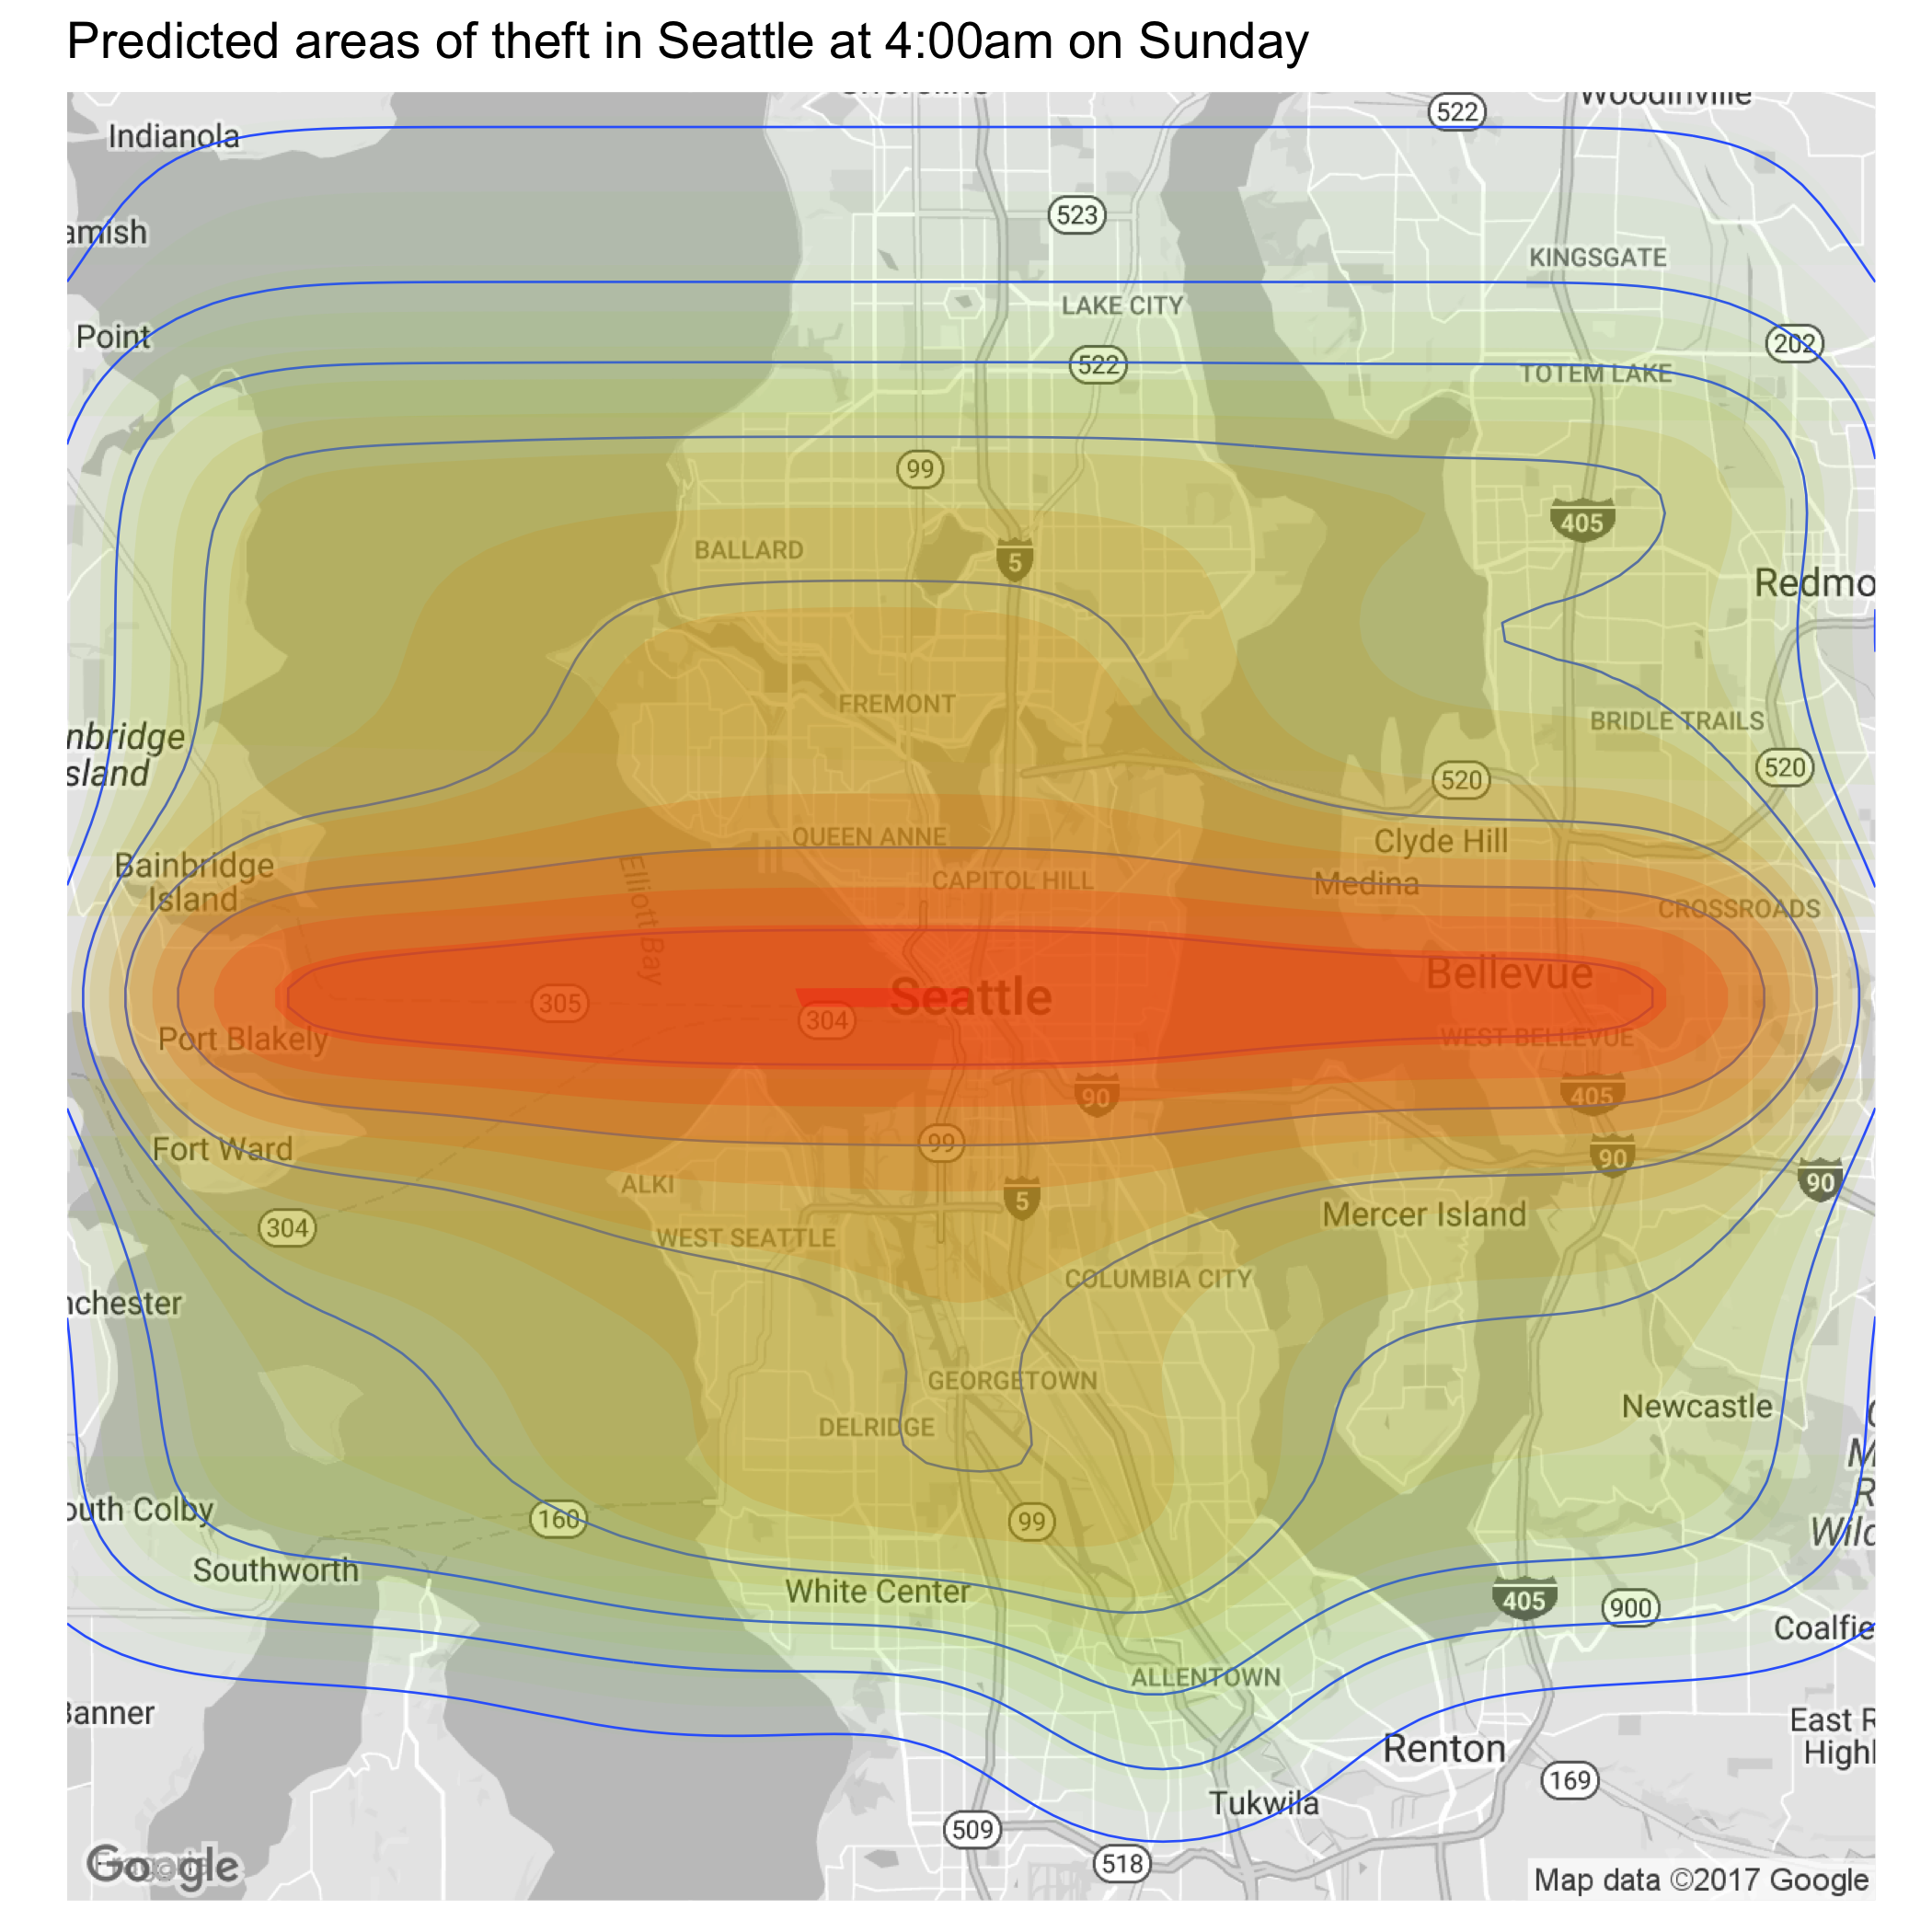 Predicted areas of theft in Seattle at 4:00am on Sunday
Woodinville
522
Indianola
523
amish
KINGSGATE
LAKE CITY
Point
202
522
TOTEM LAKE
99
405
BALLARD
5
Redmo
FREMONT
BRIDLE TRAILS
nbridge
sland
520
520
QUEEN ANNE
Clyde Hill
Bainbridge
Island
Elliott Bay
CAPITOL HILL
Medina
CROSSROADS
Bellevue
Seattle
305
304
Port Blakely
WEST BELLEVUE
90
405
99
Fort Ward
90
ALKI
5
90
304
WEST SEATTLE
Mercer Island
COLUMBIA CITY
nchester
GEORGETOWN
DELRIDGE
Newcastle
M
R
Wild
outh Colby
160
99
Southworth
White Center
405
900
Coalfie
ALLENTOWN
Banner
East R
Highl
Renton
169
Tukwila
509
518
Google
Map data ©2017 Google